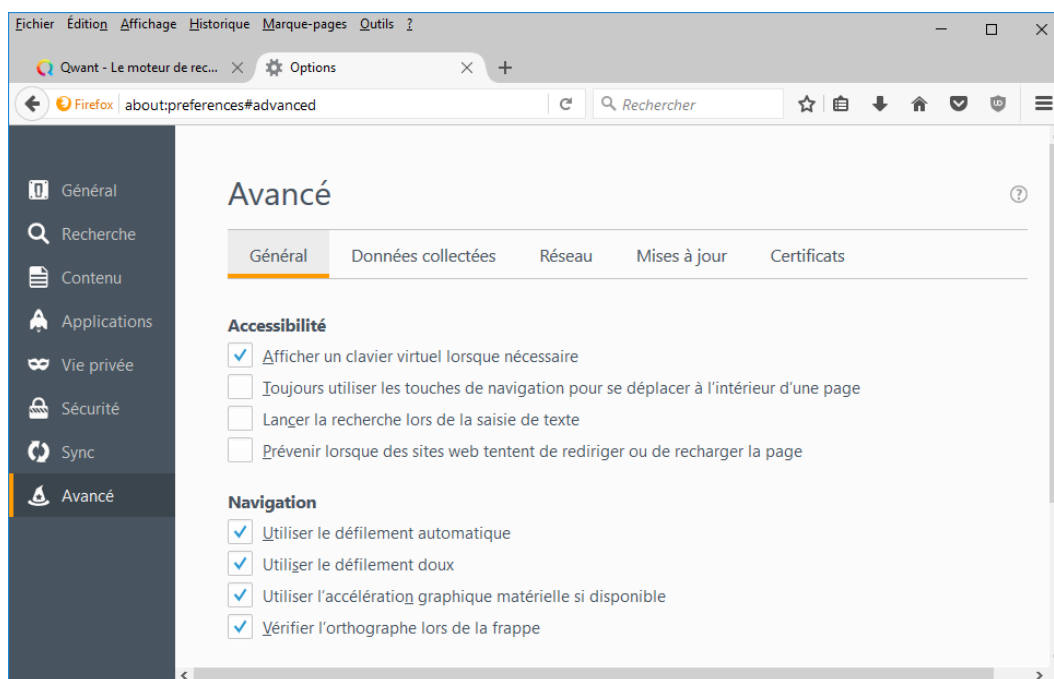 Fichier Édition Affichage Historique Marque-pages Outils ?
Qwant - Le moteur de rec... Options
Firefox about:preferences#advanced Rechercher
Général
Recherche
Contenu
Applications
Vie privée
Sécurité
Sync
Avancé
Avancé
Général Données collectées Réseau Mises à jour Certificats
Accessibilité
Afficher un clavier virtuel lorsque nécessaire
Toujours utiliser les touches de navigation pour se déplacer à l’intérieur d’une page
Lancer la recherche lors de la saisie de texte
Prévenir lorsque des sites web tentent de rediriger ou de recharger la page
Navigation
Utiliser le défilement automatique
Utiliser le défilement doux
Utiliser l’accélération graphique matérielle si disponible
Vérifier l’orthographe lors de la frappe